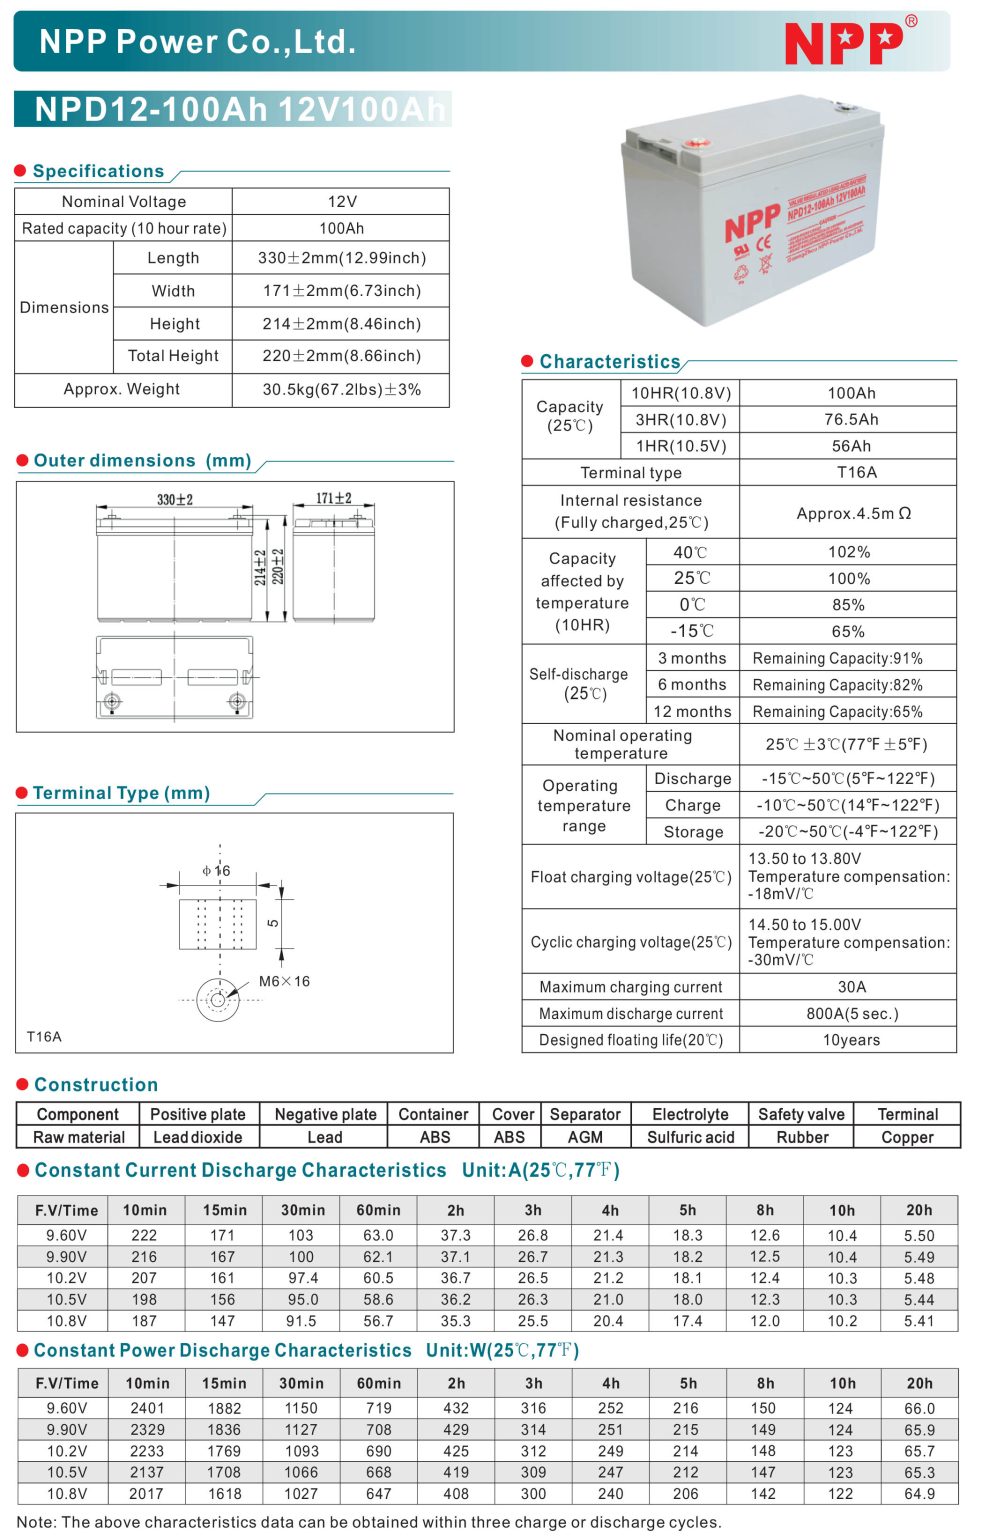 NPP Power Co.,Ltd.
NPP®
NPD12-100Ah 12V100Ah
Specifications
Nominal Voltage 12V
Rated capacity (10 hour rate) 100Ah
Dimensions
Length 330±2mm(12.99inch)
Width 171±2mm(6.73inch)
Height 214±2mm(8.46inch)
Total Height 220±2mm(8.66inch)
Approx. Weight 30.5kg(67.2lbs)±3%
VALVE REGULATED LEAD-ACID BATTERY
NPP
NPD12-100Ah 12V100Ah
CAUTION
Guangzhou NPP Power Co.,Ltd.
Pb
Outer dimensions (mm)
330±2
171±2
214±2
220±2
Terminal Type (mm)
ϕ16
5
M6×16
T16A
Characteristics
Capacity
(25℃)
10HR(10.8V) 100Ah
3HR(10.8V) 76.5Ah
1HR(10.5V) 56Ah
Terminal type T16A
Internal resistance
(Fully charged,25℃) Approx.4.5mΩ
Capacity
affected by
temperature
(10HR)
40℃ 102%
25℃ 100%
0℃ 85%
-15℃ 65%
Self-discharge
(25℃)
3 months Remaining Capacity:91%
6 months Remaining Capacity:82%
12 months Remaining Capacity:65%
Nominal operating
temperature 25℃±3℃(77℉±5℉)
Operating
temperature
range
Discharge -15℃~50℃(5℉~122℉)
Charge -10℃~50℃(14℉~122℉)
Storage -20℃~50℃(-4℉~122℉)
Float charging voltage(25℃)
13.50 to 13.80V
Temperature compensation:
-18mV/℃
Cyclic charging voltage(25℃)
14.50 to 15.00V
Temperature compensation:
-30mV/℃
Maximum charging current 30A
Maximum discharge current 800A(5 sec.)
Designed floating life(20℃) 10years
Construction
Component Positive plate Negative plate Container Cover Separator Electrolyte Safety valve Terminal
Raw material Lead dioxide Lead ABS ABS AGM Sulfuric acid Rubber Copper
Constant Current Discharge Characteristics Unit:A(25℃,77℉)
F.V/Time 10min 15min 30min 60min 2h 3h 4h 5h 8h 10h 20h
9.60V 222 171 103 63.0 37.3 26.8 21.4 18.3 12.6 10.4 5.50
9.90V 216 167 100 62.1 37.1 26.7 21.3 18.2 12.5 10.4 5.49
10.2V 207 161 97.4 60.5 36.7 26.5 21.2 18.1 12.4 10.3 5.48
10.5V 198 156 95.0 58.6 36.2 26.3 21.0 18.0 12.3 10.3 5.44
10.8V 187 147 91.5 56.7 35.3 25.5 20.4 17.4 12.0 10.2 5.41
Constant Power Discharge Characteristics Unit:W(25℃,77℉)
F.V/Time 10min 15min 30min 60min 2h 3h 4h 5h 8h 10h 20h
9.60V 2401 1882 1150 719 432 316 252 216 150 124 66.0
9.90V 2329 1836 1127 708 429 314 251 215 149 124 65.9
10.2V 2233 1769 1093 690 425 312 249 214 148 123 65.7
10.5V 2137 1708 1066 668 419 309 247 212 147 123 65.3
10.8V 2017 1618 1027 647 408 300 240 206 142 122 64.9
Note: The above characteristics data can be obtained within three charge or discharge cycles.